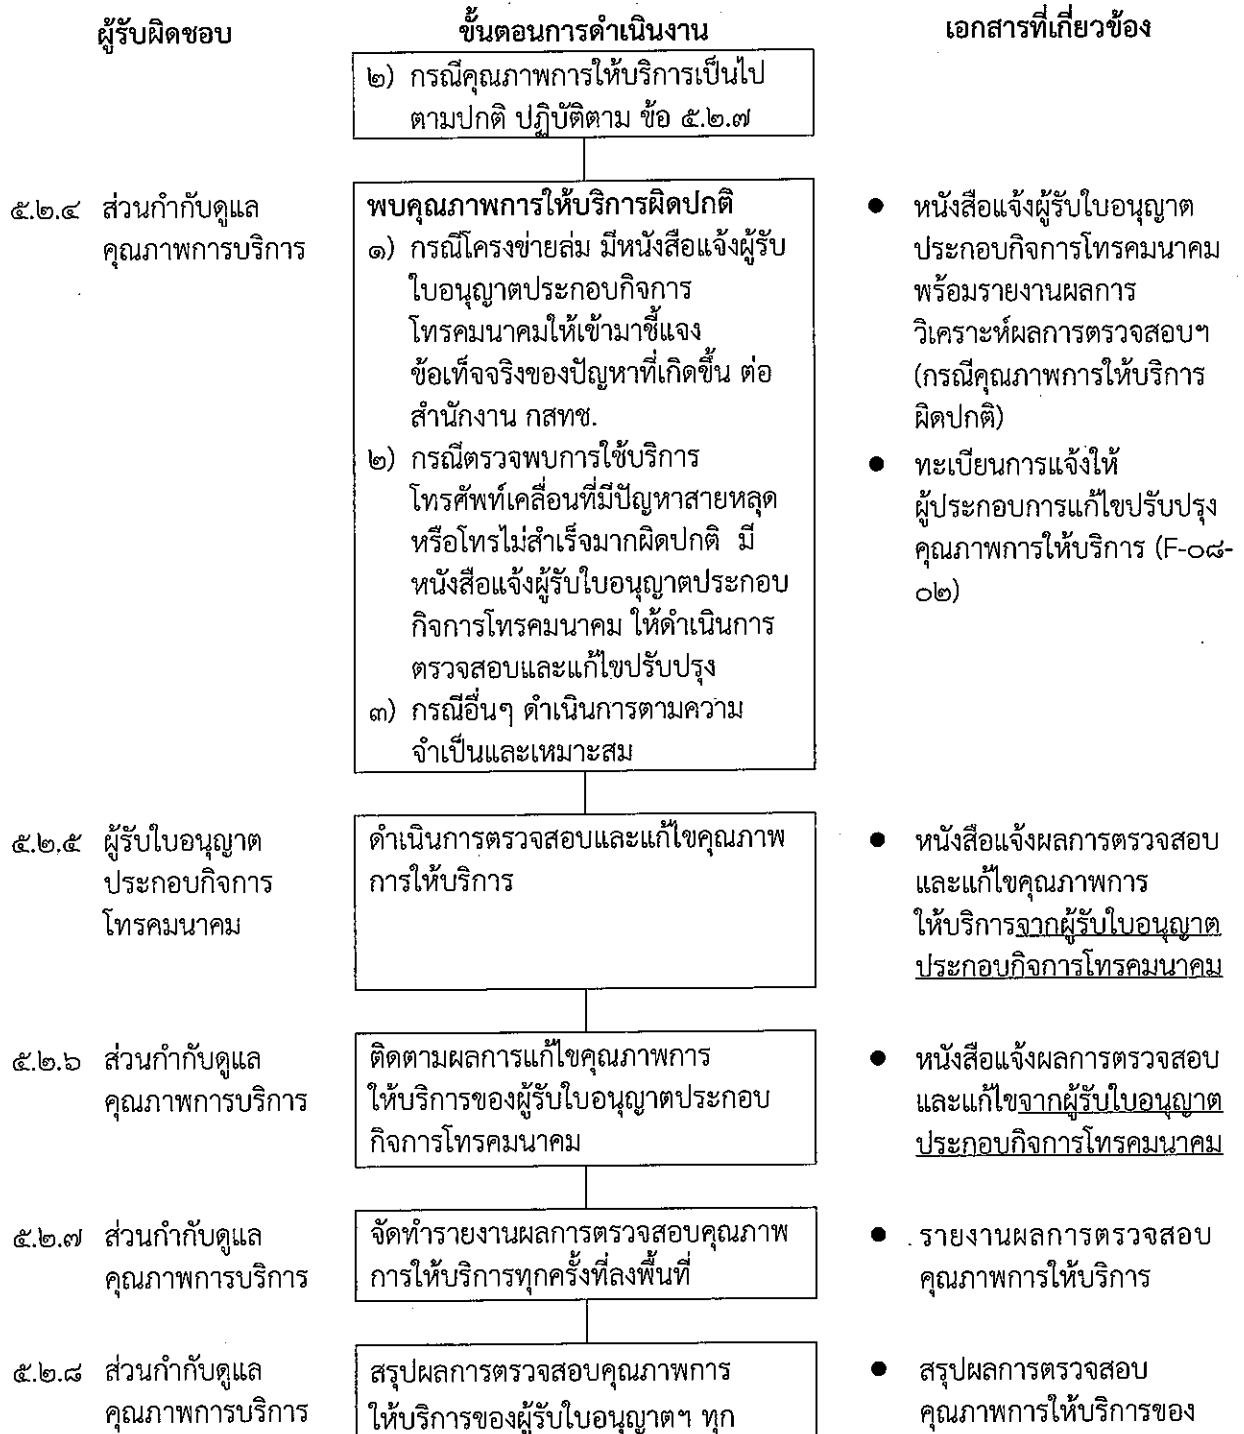 ผู้รับผิดชอบ
ขั้นตอนการดำเนินงาน
เอกสารที่เกี่ยวข้อง
๒) กรณีคุณภาพการให้บริการเป็นไป
ตามปกติ ปฏิบัติตาม ข้อ ๕.๒.๗
๕.๒.๔ ส่วนกำกับดูแล
คุณภาพการบริการ
พบคุณภาพการให้บริการผิดปกติ
๑) กรณีโครงข่ายล่ม มีหนังสือแจ้งผู้รับ
ใบอนุญาตประกอบกิจการ
โทรคมนาคมให้เข้ามาชี้แจง
ข้อเท็จจริงของปัญหาที่เกิดขึ้น ต่อ
สำนักงาน กสทช.
๒) กรณีตรวจพบการใช้บริการ
โทรศัพท์เคลื่อนที่มีปัญหาสายหลุด
หรือโทรไม่สำเร็จมากผิดปกติ มี
หนังสือแจ้งผู้รับใบอนุญาตประกอบ
กิจการโทรคมนาคม ให้ดำเนินการ
ตรวจสอบและแก้ไขปรับปรุง
๓) กรณีอื่นๆ ดำเนินการตามความ
จำเป็นและเหมาะสม
● หนังสือแจ้งผู้รับใบอนุญาต
ประกอบกิจการโทรคมนาคม
พร้อมรายงานผลการ
วิเคราะห์ผลการตรวจสอบฯ
(กรณีคุณภาพการให้บริการ
ผิดปกติ)
● ทะเบียนการแจ้งให้
ผู้ประกอบการแก้ไขปรับปรุง
คุณภาพการให้บริการ (F-๐๘-
๐๒)
๕.๒.๕ ผู้รับใบอนุญาต
ประกอบกิจการ
โทรคมนาคม
ดำเนินการตรวจสอบและแก้ไขคุณภาพ
การให้บริการ
● หนังสือแจ้งผลการตรวจสอบ
และแก้ไขคุณภาพการ
ให้บริการจากผู้รับใบอนุญาต
ประกอบกิจการโทรคมนาคม
๕.๒.๖ ส่วนกำกับดูแล
คุณภาพการบริการ
ติดตามผลการแก้ไขคุณภาพการ
ให้บริการของผู้รับใบอนุญาตประกอบ
กิจการโทรคมนาคม
● หนังสือแจ้งผลการตรวจสอบ
และแก้ไขจากผู้รับใบอนุญาต
ประกอบกิจการโทรคมนาคม
๕.๒.๗ ส่วนกำกับดูแล
คุณภาพการบริการ
จัดทำรายงานผลการตรวจสอบคุณภาพ
การให้บริการทุกครั้งที่ลงพื้นที่
● รายงานผลการตรวจสอบ
คุณภาพการให้บริการ
๕.๒.๘ ส่วนกำกับดูแล
คุณภาพการบริการ
สรุปผลการตรวจสอบคุณภาพการ
ให้บริการของผู้รับใบอนุญาตฯ ทุก
● สรุปผลการตรวจสอบ
คุณภาพการให้บริการของ